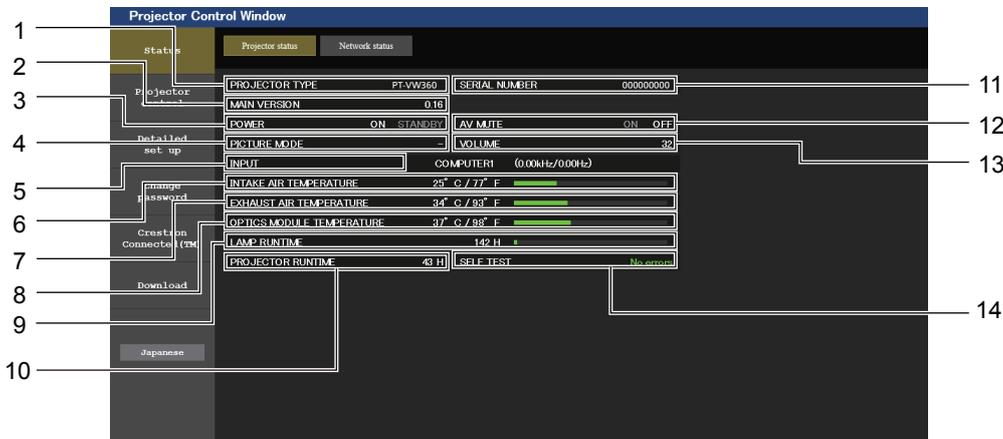 Projector Control Window
Status
Projector status Network status
Projector
control
Detailed
set up
Change
password
Crestron
Connected(TM)
Download
Japanese
PROJECTOR TYPE PT-VW360 SERIAL NUMBER 000000000
MAIN VERSION 0.16
POWER ON STANDBY AV MUTE ON OFF
PICTURE MODE – VOLUME 32
INPUT COMPUTER1 (0.00kHz/0.00Hz)
INTAKE AIR TEMPERATURE 25° C / 77° F
EXHAUST AIR TEMPERATURE 34° C / 93° F
OPTICS MODULE TEMPERATURE 37° C / 98° F
LAMP RUNTIME 142 H
PROJECTOR RUNTIME 43 H SELF TEST No errors
1
2
3
4
5
6
7
8
9
10
11
12
13
14